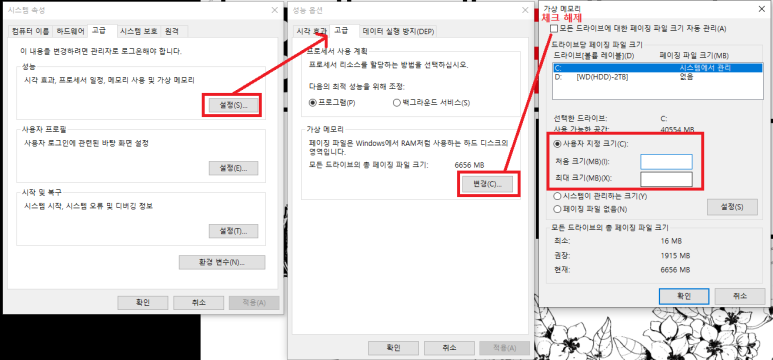 시스템 속성
컴퓨터 이름
하드웨어
고급
시스템 보호
원격
이 내용을 변경하려면 관리자로 로그온해야 합니다.
성능
시각 효과, 프로세서 일정, 메모리 사용 및 가상 메모리
설정(S)...
사용자 프로필
사용자 로그인에 관련된 바탕 화면 설정
설정(E)...
시작 및 복구
시스템 시작, 시스템 오류 및 디버깅 정보
설정(T)...
환경 변수(N)...
확인
취소
적용(A)
성능 옵션
시각 효과
고급
데이터 실행 방지(DEP)
프로세서 사용 계획
프로세서 리소스를 할당하는 방법을 선택하십시오.
다음의 최적 성능을 위해 조정:
프로그램(P)
백그라운드 서비스(S)
가상 메모리
페이징 파일은 Windows에서 RAM처럼 사용하는 하드 디스크의
영역입니다.
모든 드라이브의 총 페이징 파일 크기:
6656 MB
변경(C)...
확인
취소
적용(A)
가상 메모리
체크 해제
모든 드라이브에 대한 페이징 파일 크기 자동 관리(A)
드라이브당 페이징 파일 크기
드라이브[볼륨 레이블](D)
페이징 파일 크기(MB)
C:
시스템에서 관리
D:
[WD(HDD)-2TB]
없음
선택한 드라이브:
C:
사용 가능한 공간:
40554 MB
사용자 지정 크기(C):
처음 크기(MB)(I):
최대 크기(MB)(X):
시스템이 관리하는 크기(Y)
페이징 파일 없음(N)
설정(S)
모든 드라이브의 총 페이징 파일 크기
최소:
16 MB
권장:
1915 MB
현재:
6656 MB
확인
취소